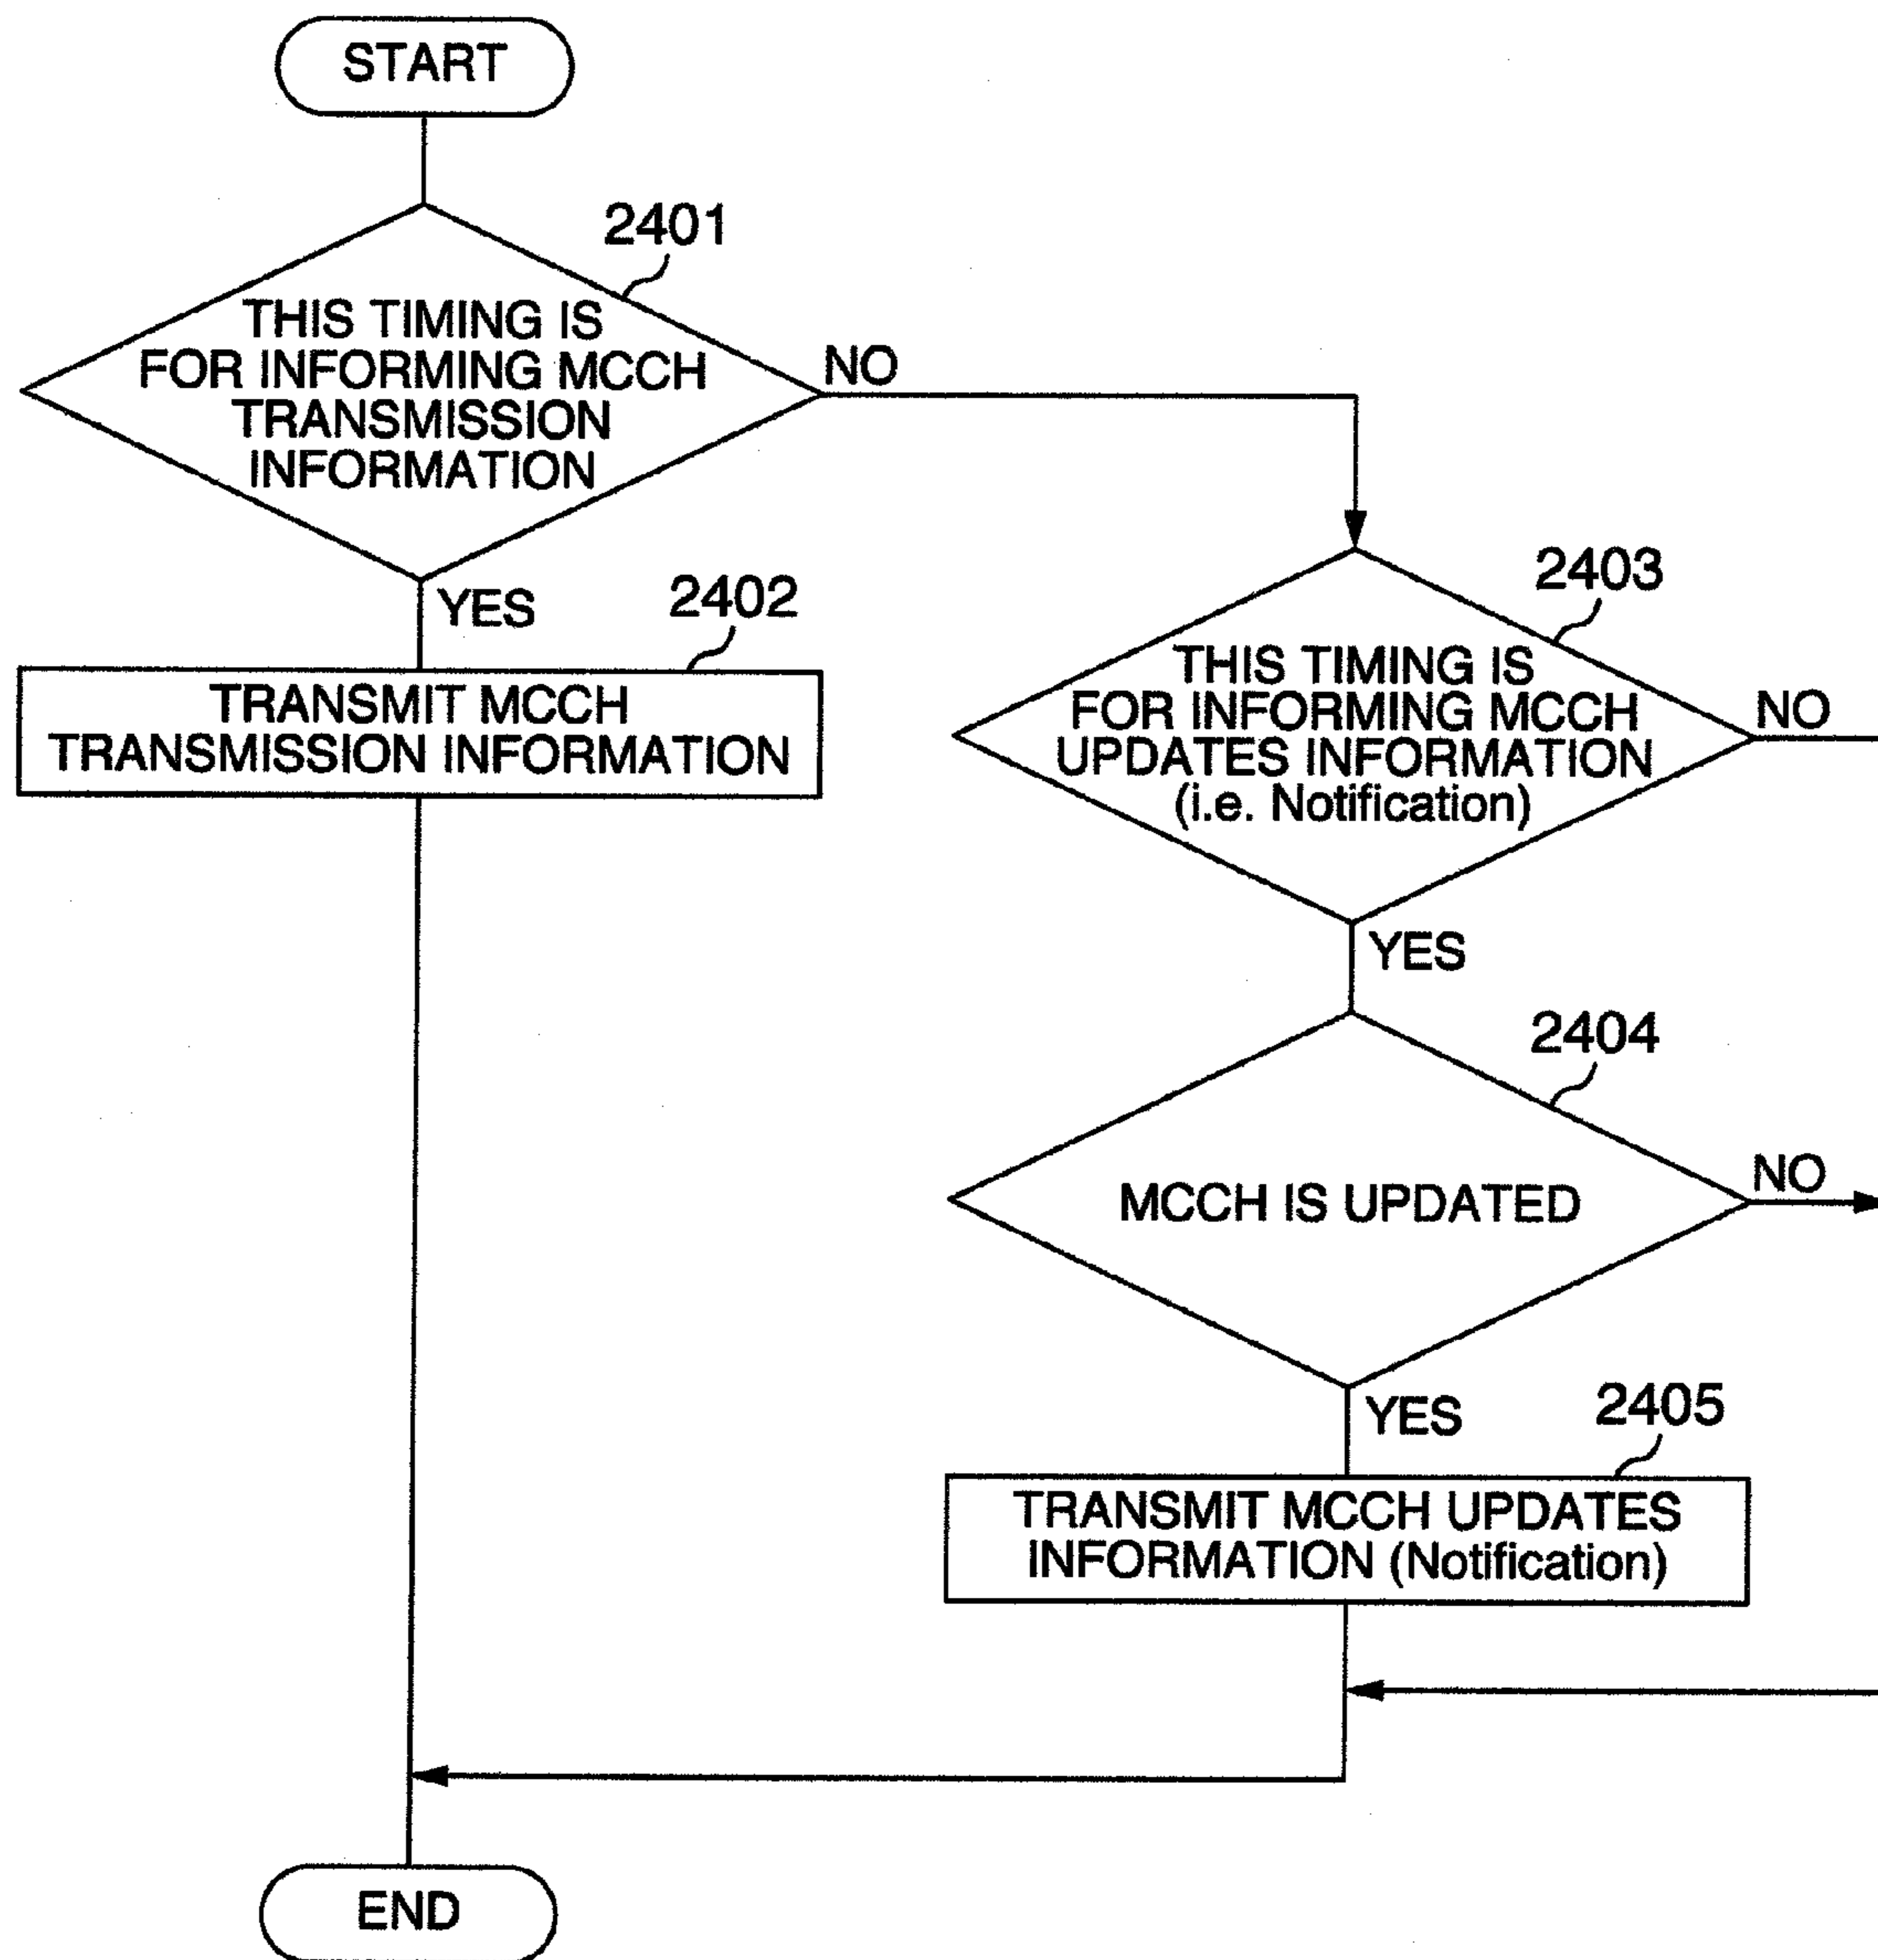 START
2401
THIS TIMING IS
FOR INFORMING MCCH
TRANSMISSION
INFORMATION
NO
YES
2402
TRANSMIT MCCH
TRANSMISSION INFORMATION
2403
THIS TIMING IS
FOR INFORMING MCCH
UPDATES INFORMATION
(i.e. Notification)
NO
YES
2404
MCCH IS UPDATED
NO
YES
2405
TRANSMIT MCCH UPDATES
INFORMATION (Notification)
END